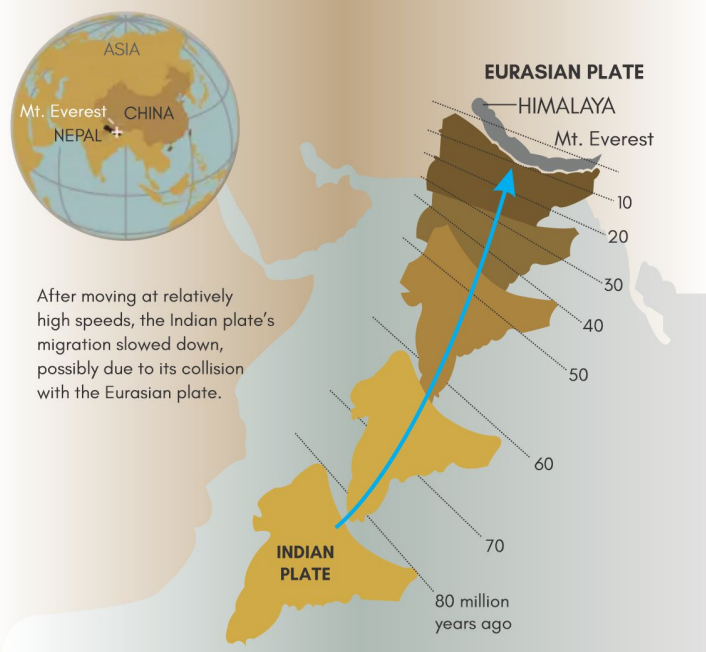 ASIA
Mt. Everest
CHINA
NEPAL
EURASIAN PLATE
HIMALAYA
Mt. Everest
10
20
30
40
50
60
70
80 million
years ago
After moving at relatively
high speeds, the Indian plate's
migration slowed down,
possibly due to its collision
with the Eurasian plate.
INDIAN
PLATE